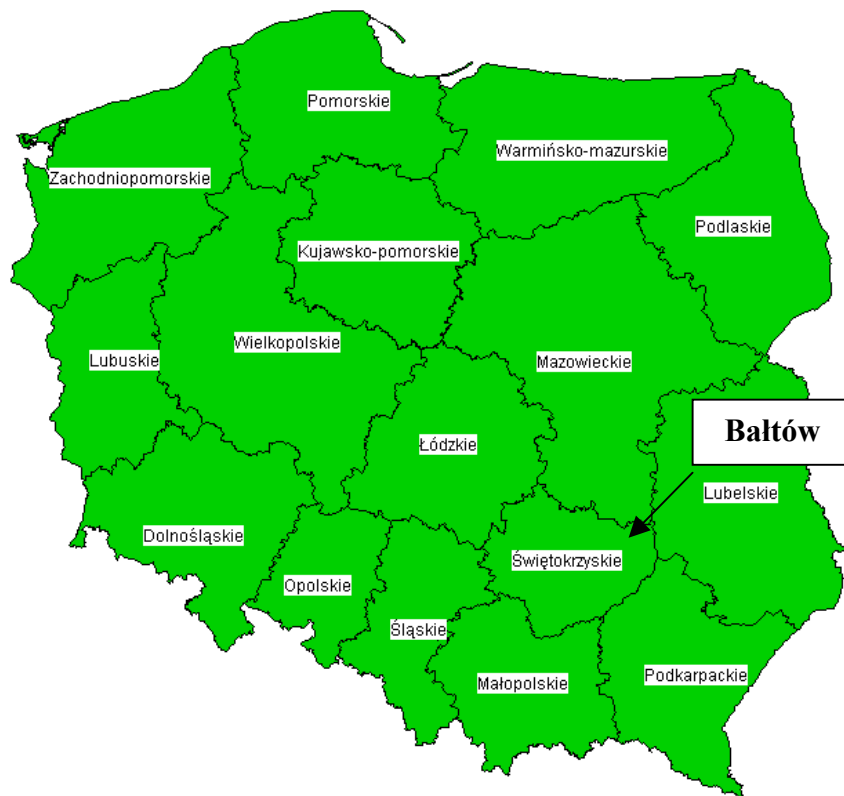 Pomorskie
Warmińsko-mazurskie
Zachodniopomorskie
Podlaskie
Kujawsko-pomorskie
Wielkopolskie
Lubuskie
Mazowieckie
Bałtów
Łódzkie
Lubelskie
Dolnośląskie
Świętokrzyskie
Opolskie
Śląskie
Podkarpackie
Małopolskie